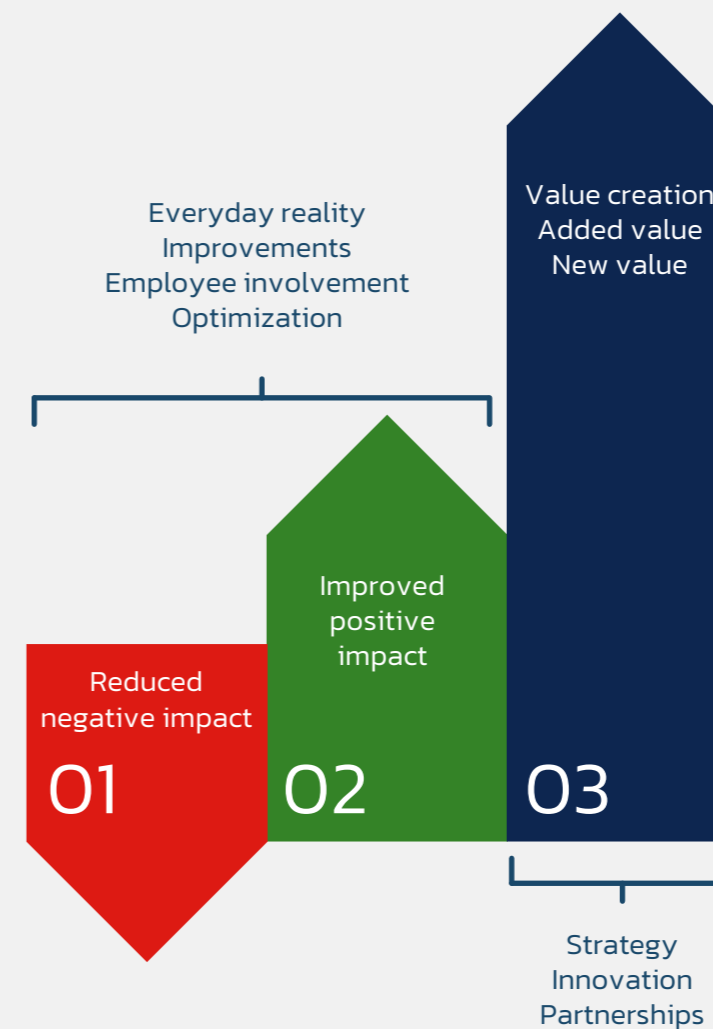 Value creation
Added value
New value
Everyday reality
Improvements
Employee involvement
Optimization
Improved
positive
impact
Reduced
negative impact
01
02
03
Strategy
Innovation
Partnerships